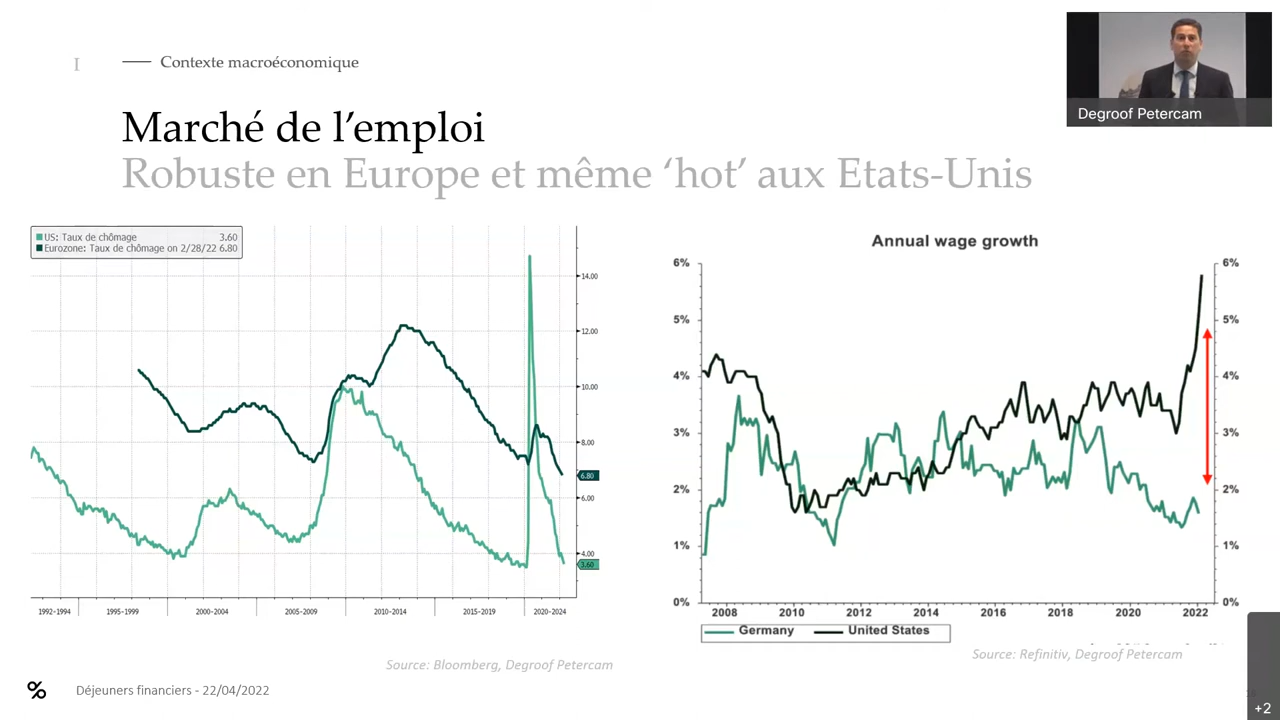 I
Contexte macroéconomique
Degroof Petercam
Marché de l'emploi
Robuste en Europe et même 'hot' aux Etats-Unis
US: Taux de chômage 3.60
Eurozone: Taux de chômage on 2/28/22 6.80
14.00
12.00
10.00
8.00
6.80
6.00
4.00
3.60
1992-1994 1995-1999 2000-2004 2005-2009 2010-2014 2015-2019 2020-2024
Source: Bloomberg, Degroof Petercam
Annual wage growth
6% 6%
5% 5%
4% 4%
3% 3%
2% 2%
1% 1%
0% 0%
2008 2010 2012 2014 2016 2018 2020 2022
Germany United States
Source: Refinitiv, Degroof Petercam
% Déjeuners financiers - 22/04/2022
+2